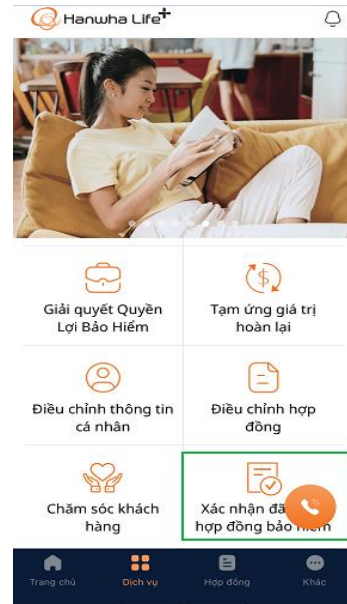 Hanwha Life+
Giải quyết Quyền
Lợi Bảo Hiểm
Tạm ứng giá trị
hoàn lại
Điều chỉnh thông tin
cá nhân
Điều chỉnh hợp
đồng
Chăm sóc khách
hàng
Xác nhận đã
hợp đồng bảo hiểm
Trang chủ
Dịch vụ
Hợp đồng
Khác